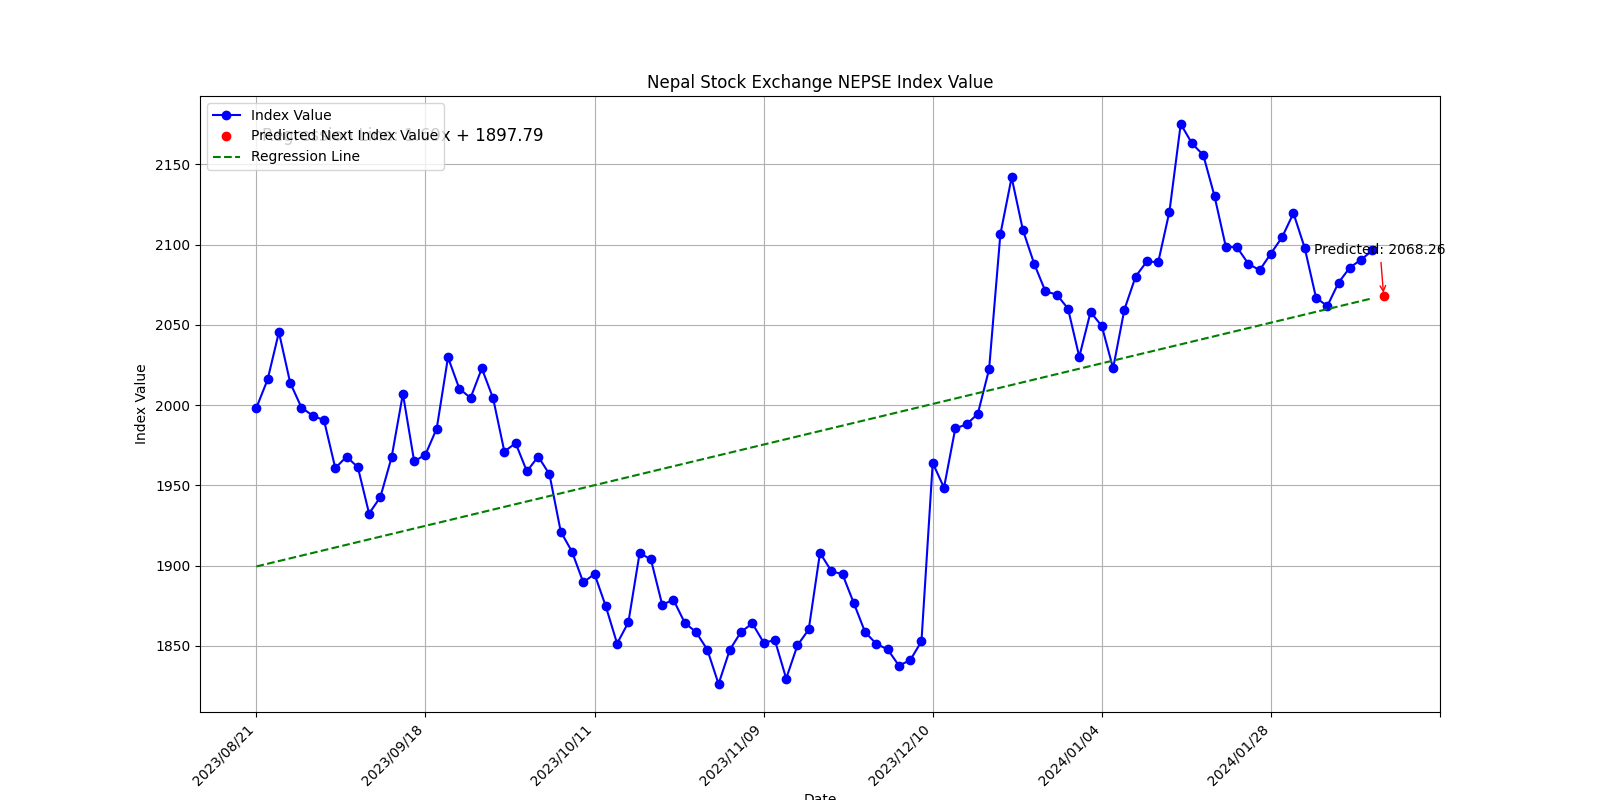 Nepal Stock Exchange NEPSE Index Value
Index Value
Predicted Next Index Value x + 1897.79
Regression Line
Predicted: 2068.26
Index Value
2150
2100
2050
2000
1950
1900
1850
2023/08/21
2023/09/18
2023/10/11
2023/11/09
2023/12/10
2024/01/04
2024/01/28
Date